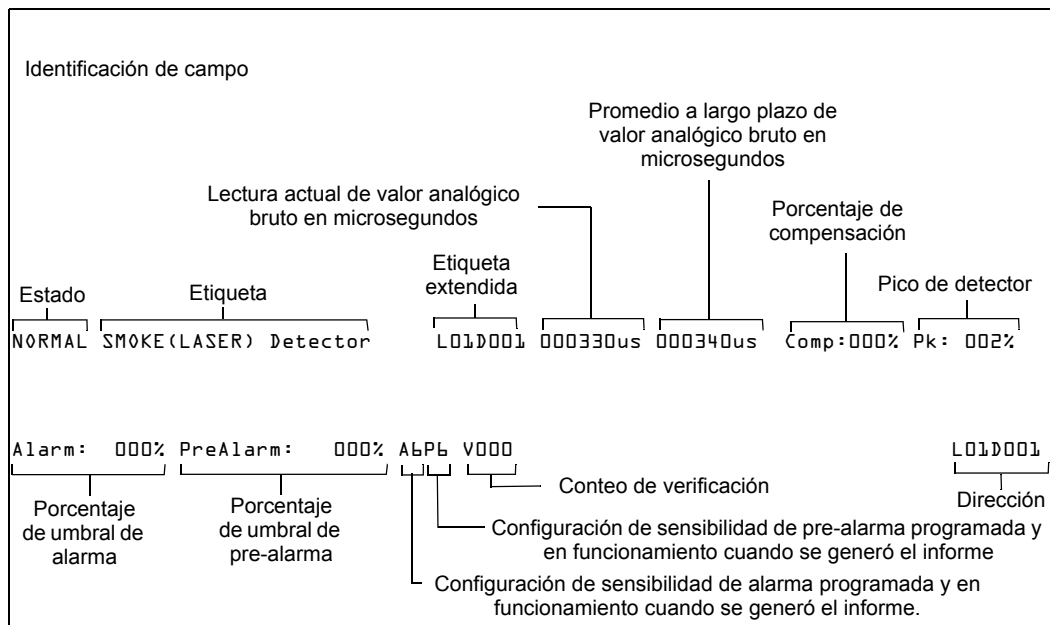 Identificación de campo
Promedio a largo plazo de
valor analógico bruto en
microsegundos
Lectura actual de valor analógico
bruto en microsegundos
Porcentaje de
compensación
Etiqueta
extendida
Estado
Etiqueta
Pico de detector
NORMAL SMOKE(LASER) Detector L01D001 000330us 000340us Comp:000% Pk: 002%
Alarm: 000% PreAlarm: 000% A6P6 V000 L01D001
Porcentaje
de umbral de
alarma
Porcentaje
de umbral de
pre-alarma
Conteo de verificación
Dirección
Configuración de sensibilidad de pre-alarma programada y
en funcionamiento cuando se generó el informe
Configuración de sensibilidad de alarma programada y en
funcionamiento cuando se generó el informe.